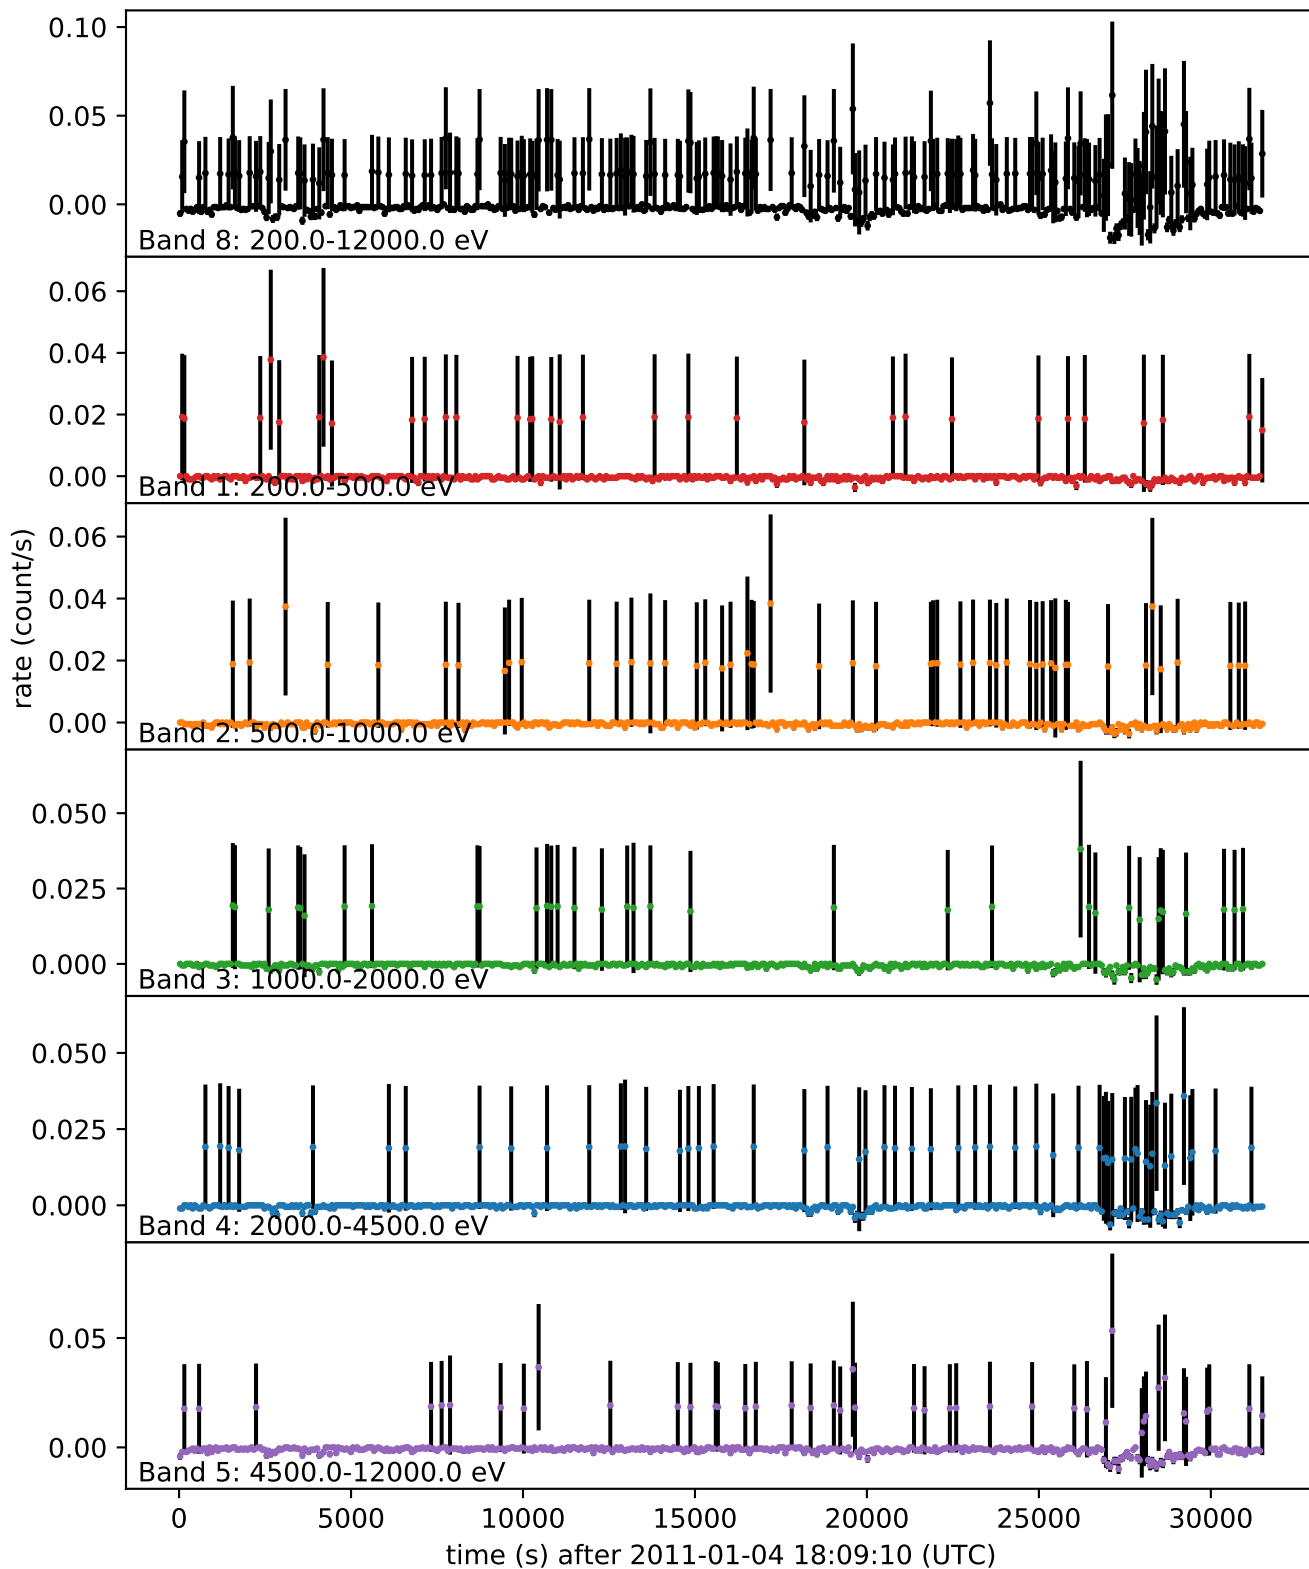 0.10
0.05
0.00
Band 8: 200.0-12000.0 eV
0.06
0.04
0.02
0.00
Band 1: 200.0-500.0 eV
rate (count/s)
0.06
0.04
0.02
0.00
Band 2: 500.0-1000.0 eV
0.050
0.025
0.000
Band 3: 1000.0-2000.0 eV
0.050
0.025
0.000
Band 4: 2000.0-4500.0 eV
0.05
0.00
Band 5: 4500.0-12000.0 eV
0 5000 10000 15000 20000 25000 30000
time (s) after 2011-01-04 18:09:10 (UTC)